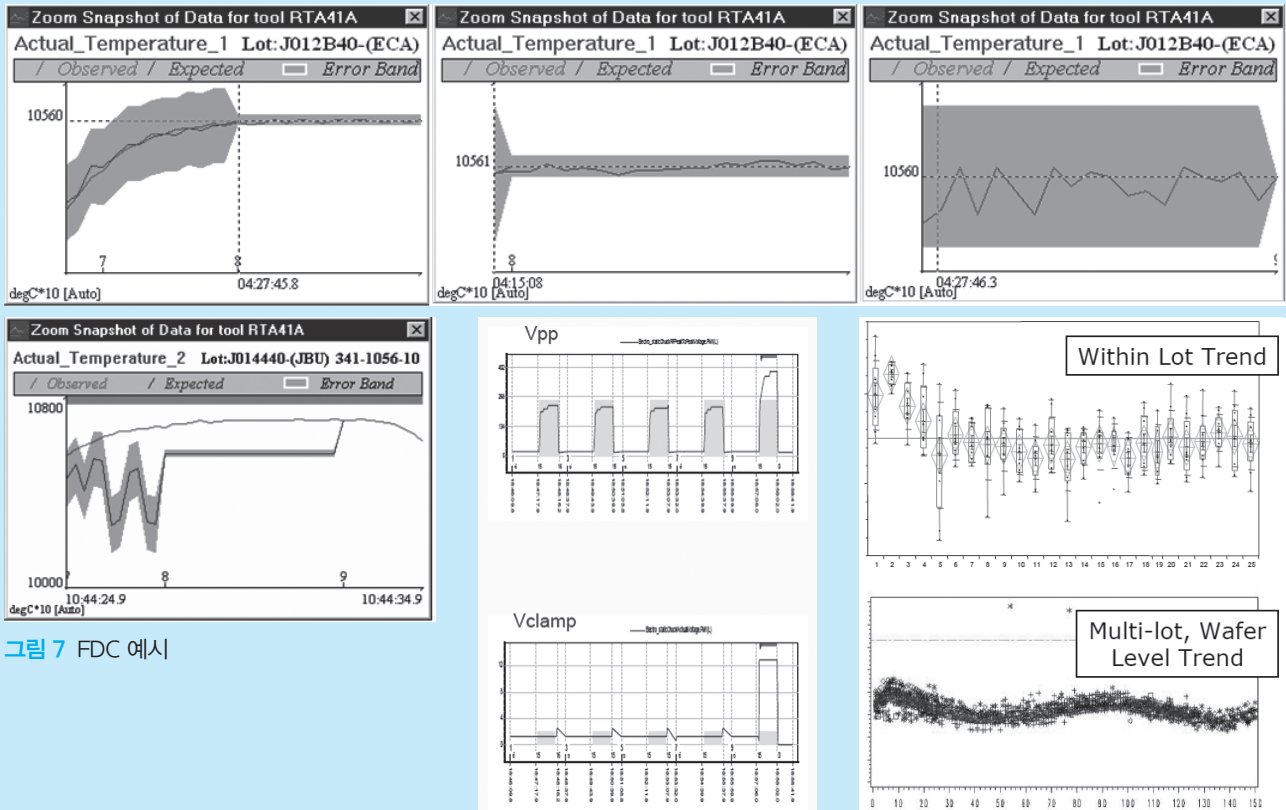 Zoom Snapshot of Data for tool RTA41A
Actual_Temperature_1 Lot:J012B40-(ECA)
/ Observed / Expected Error Band
10560
7 8
04:27:45.8
degC*10 [Auto]
Zoom Snapshot of Data for tool RTA41A
Actual_Temperature_1 Lot:J012B40-(ECA)
/ Observed / Expected Error Band
10561
8
04:15:08
degC*10 [Auto]
Zoom Snapshot of Data for tool RTA41A
Actual_Temperature_1 Lot:J012B40-(ECA)
/ Observed / Expected Error Band
10560
04:27:46.3
degC*10 [Auto]
Zoom Snapshot of Data for tool RTA41A
Actual_Temperature_2 Lot:J014440-(JBU) 341-1056-10
/ Observed / Expected Error Band
10800
10000
8 9
10:44:24.9 10:44:34.9
degC*10 [Auto]
그림 7 FDC 예시
Vpp
Vclamp
Within Lot Trend
1 2 3 4 5 6 7 8 9 10 11 12 13 14 15 16 17 18 19 20 21 22 23 24 25
Multi-lot, Wafer
Level Trend
0 10 20 30 40 50 60 70 80 90 100 110 120 130 140 150